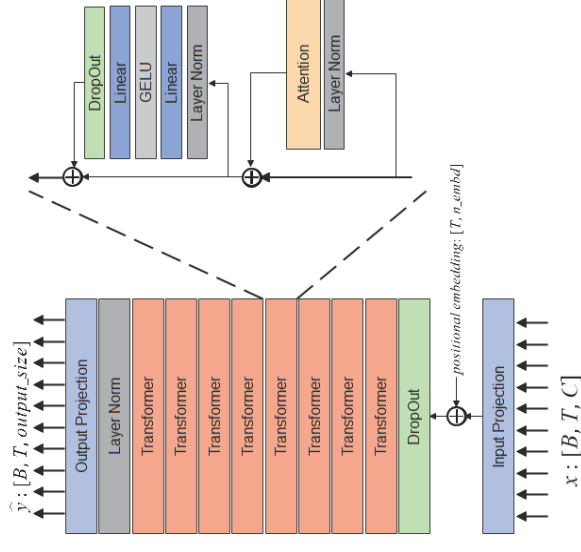 ŷ : [B, T, output_size]
Output Projection
Layer Norm
Transformer
Transformer
Transformer
Transformer
Transformer
Transformer
Transformer
Transformer
DropOut
positional embedding: [T, n_embd]
Input Projection
x : [B, T, C]
DropOut
Linear
GELU
Linear
Layer Norm
Attention
Layer Norm